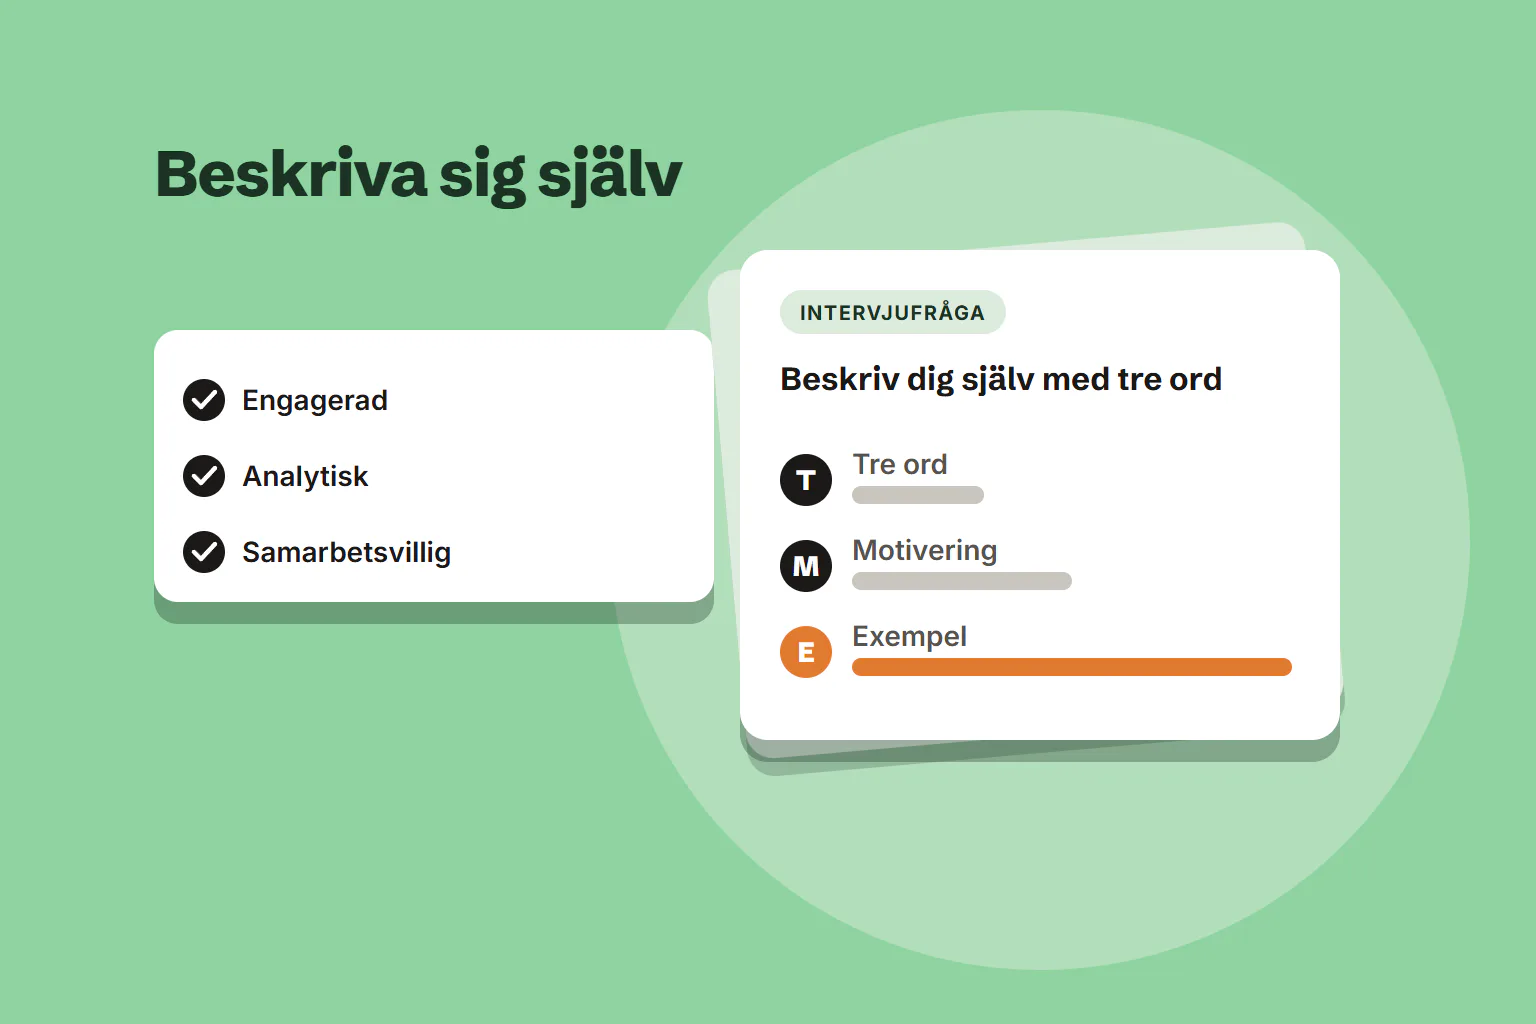 Beskriva sig själv
Engagerad
Analytisk
Samarbetsvillig
INTERVJUFRÅGA
Beskriv dig själv med tre ord
T
Tre ord
M
Motivering
E
Exempel